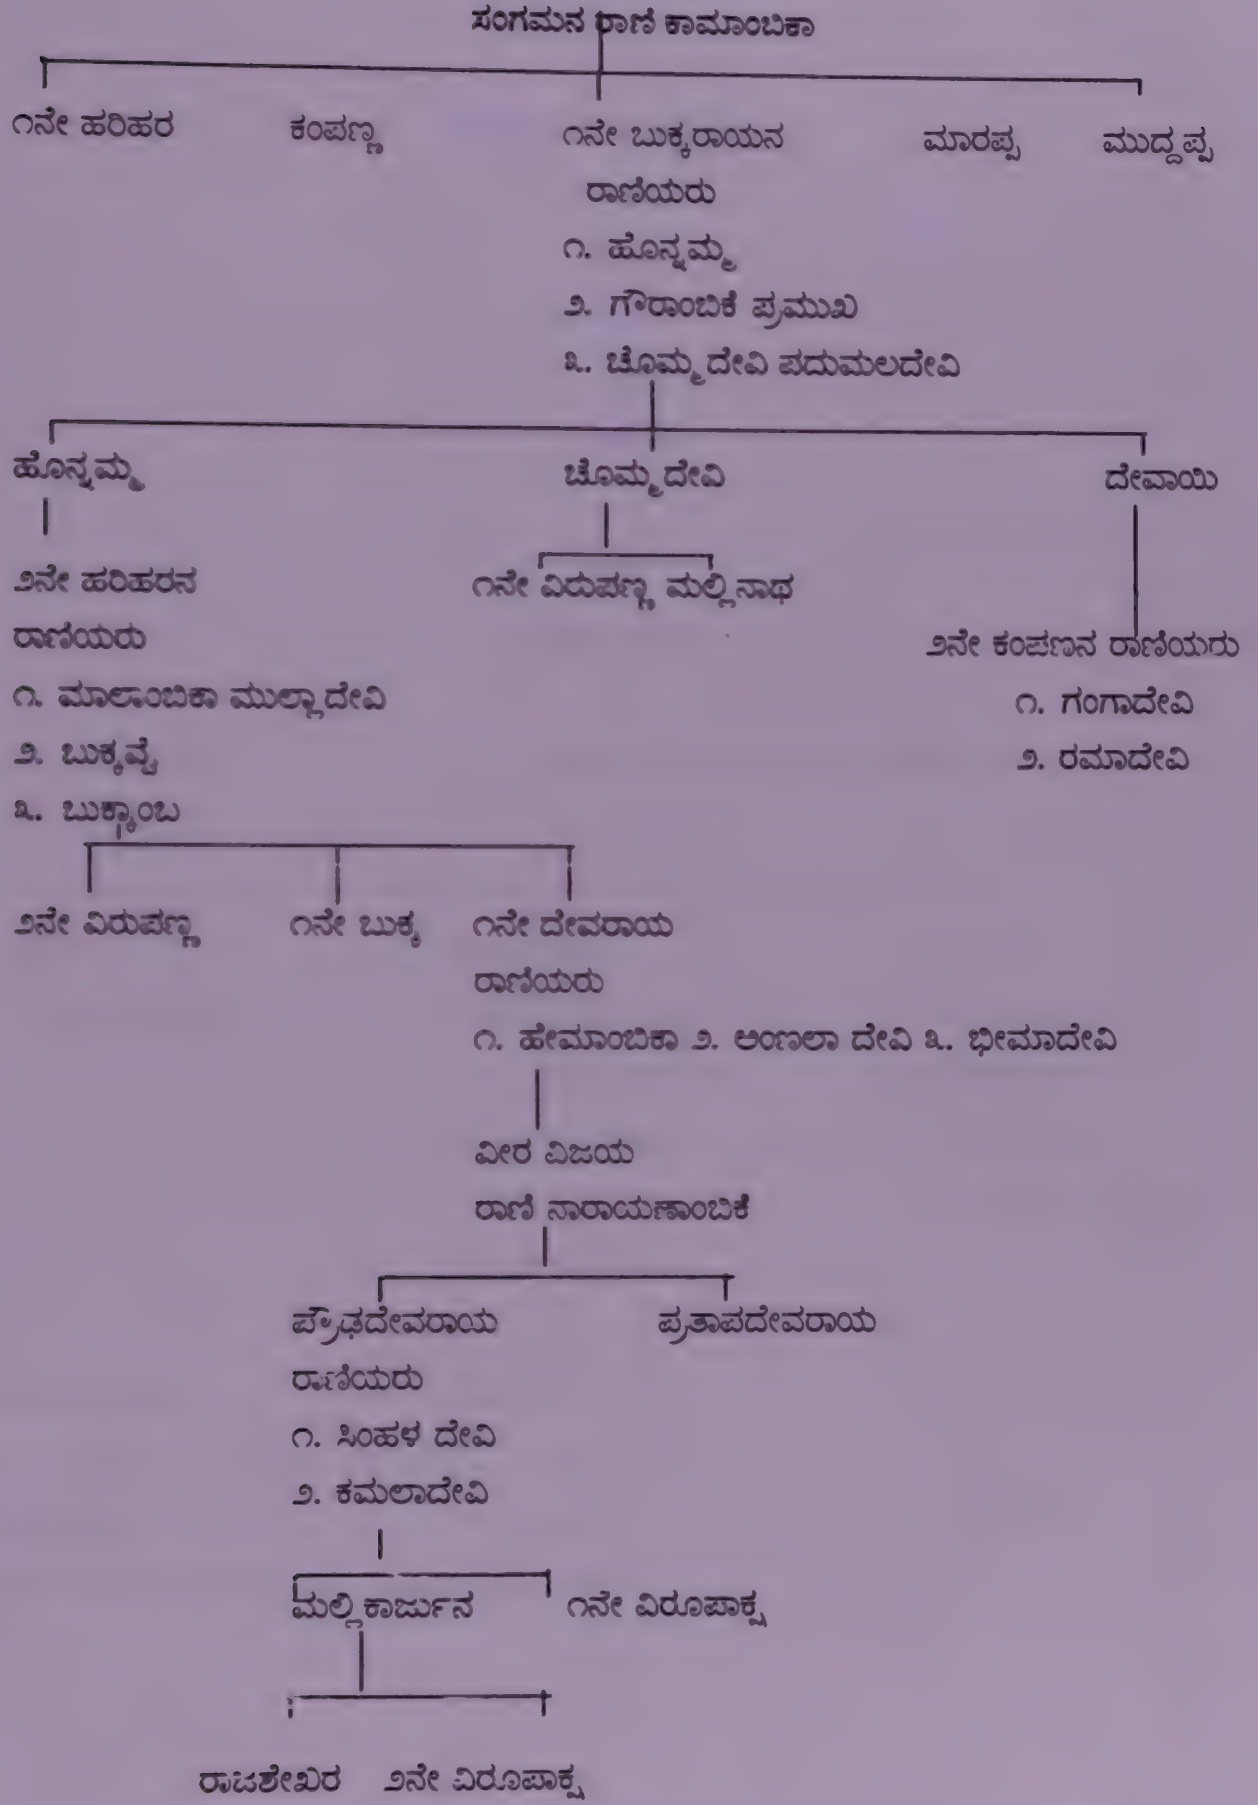 ಸಂಗಮನ ರಾಣಿ ಕಾಮಾಂಬಿಕಾ
೧ನೇ ಹರಿಹರ ಕಂಪಣ್ಣ ೧ನೇ ಬುಕ್ಕರಾಯನ ಮಾರಪ್ಪ ಮುದ್ದಪ್ಪ
ರಾಣಿಯರು
೧. ಹೊನ್ನಮ್ಮ
೨. ಗೌರಾಂಬಿಕೆ ಪ್ರಮುಖ
೩. ಚೊಮ್ಮದೇವಿ ಪದುಮಲದೇವಿ
ಹೊನ್ನಮ್ಮ ಚೊಮ್ಮದೇವಿ ದೇವಾಯಿ
೨ನೇ ಹರಿಹರನ ೧ನೇ ವಿರುಪಣ್ಣ ಮಲ್ಲಿನಾಥ
ರಾಣಿಯರು ೨ನೇ ಕಂಪಣನ ರಾಣಿಯರು
೧. ಮಾಲಾಂಬಿಕಾ ಮುಲ್ಲಾದೇವಿ ೧. ಗಂಗಾದೇವಿ
೨. ಬುಕ್ಕವ್ವೆ ೨. ರಮಾದೇವಿ
೩. ಬುಕ್ಕಾಂಬ
೨ನೇ ವಿರುಪಣ್ಣ ೧ನೇ ಬುಕ್ಕ ೧ನೇ ದೇವರಾಯ
ರಾಣಿಯರು
೧. ಹೇಮಾಂಬಿಕಾ ೨. ಅಂಣಲಾ ದೇವಿ ೩. ಭೀಮಾದೇವಿ
ವೀರ ವಿಜಯ
ರಾಣಿ ನಾರಾಯಣಾಂಬಿಕೆ
ಪ್ರೌಢದೇವರಾಯ ಪ್ರತಾಪದೇವರಾಯ
ರಾಣಿಯರು
೧. ಸಿಂಹಳ ದೇವಿ
೨. ಕಮಲಾದೇವಿ
ಮಲ್ಲಿಕಾರ್ಜುನ ೧ನೇ ವಿರೂಪಾಕ್ಷ
ರಾಜಶೇಖರ ೨ನೇ ವಿರೂಪಾಕ್ಷ